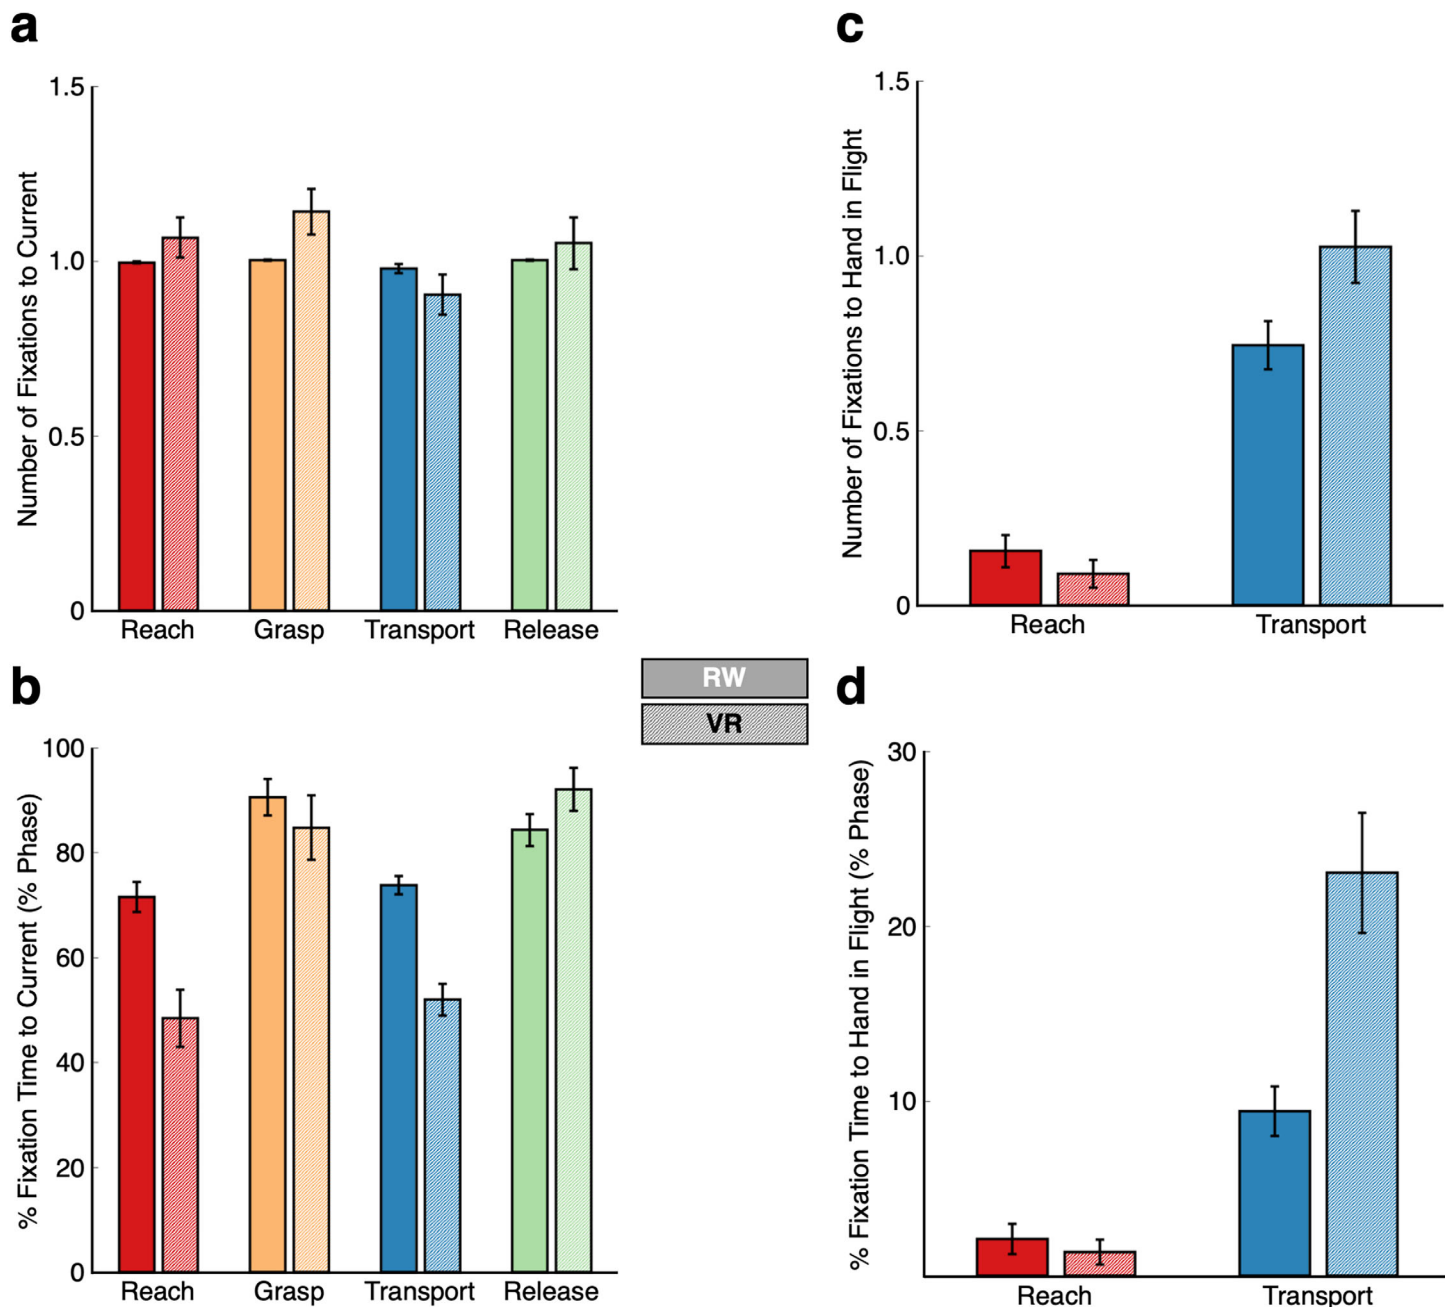 a
Number of Fixations to Current
1.5
1.0
0.5
0
Reach Grasp Transport Release
c
Number of Fixations to Hand in Flight
1.5
1.0
0.5
0
Reach Transport
RW
VR
b
% Fixation Time to Current (% Phase)
100
80
60
40
20
0
Reach Grasp Transport Release
d
% Fixation Time to Hand in Flight (% Phase)
30
20
10
Reach Transport